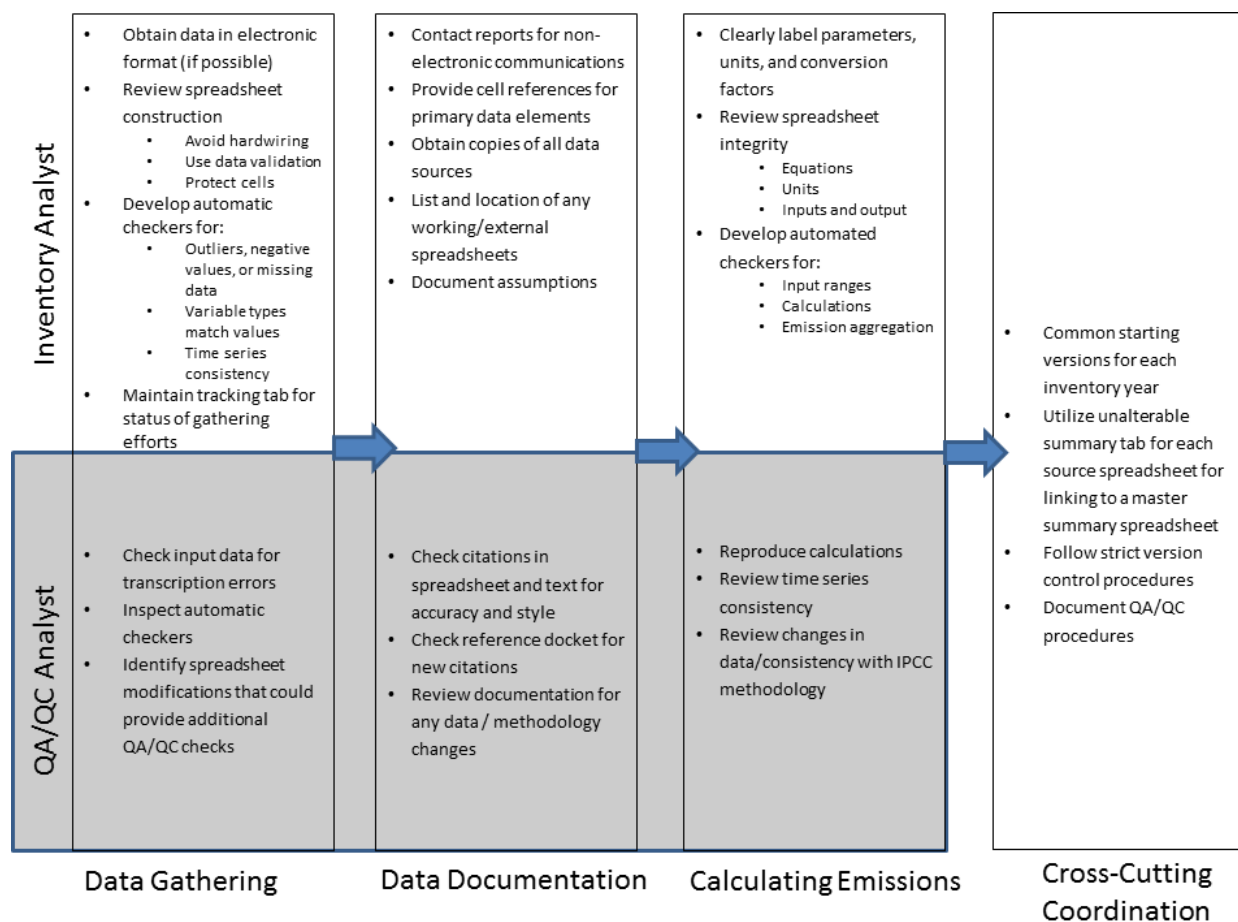 Inventory Analyst
• Obtain data in electronic
format (if possible)
• Review spreadsheet
construction
• Avoid hardwiring
• Use data validation
• Protect cells
• Develop automatic
checkers for:
• Outliers, negative
values, or missing
data
• Variable types
match values
• Time series
consistency
• Maintain tracking tab for
status of gathering
efforts
• Contact reports for non-
electronic communications
• Provide cell references for
primary data elements
• Obtain copies of all data
sources
• List and location of any
working/external
spreadsheets
• Document assumptions
• Clearly label parameters,
units, and conversion
factors
• Review spreadsheet
integrity
• Equations
• Units
• Inputs and output
• Develop automated
checkers for:
• Input ranges
• Calculations
• Emission aggregation
QA/QC Analyst
• Check input data for
transcription errors
• Inspect automatic
checkers
• Identify spreadsheet
modifications that could
provide additional
QA/QC checks
• Check citations in
spreadsheet and text for
accuracy and style
• Check reference docket for
new citations
• Review documentation for
any data / methodology
changes
• Reproduce calculations
• Review time series
consistency
• Review changes in
data/consistency with IPCC
methodology
• Common starting
versions for each
inventory year
• Utilize unalterable
summary tab for each
source spreadsheet for
linking to a master
summary spreadsheet
• Follow strict version
control procedures
• Document QA/QC
procedures
Data Gathering
Data Documentation
Calculating Emissions
Cross-Cutting
Coordination